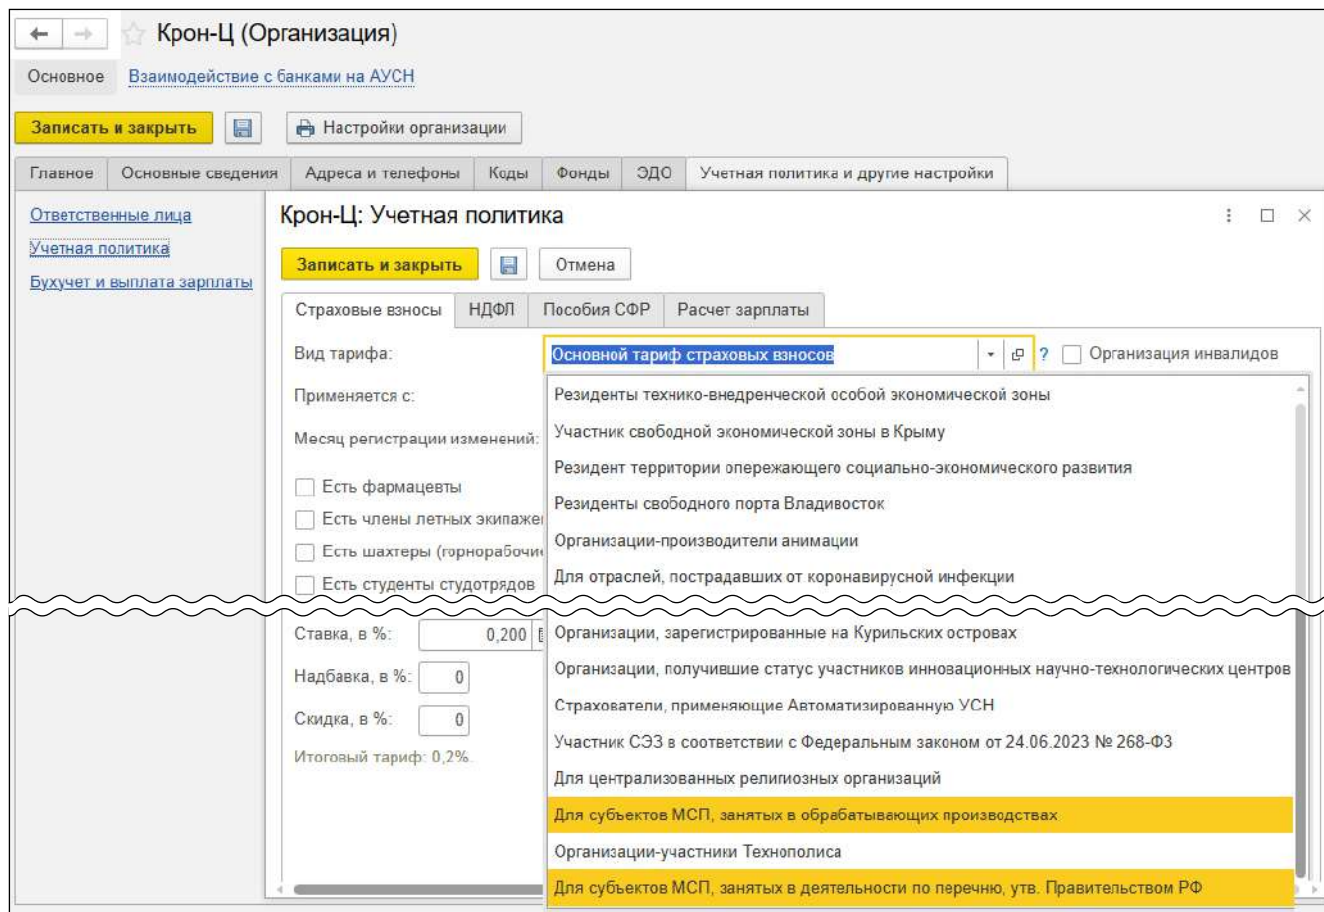 Крон-Ц (Организация)
Основное Взаимодействие с банками на АУСН
Записать и закрыть Настройки организации
Главное Основные сведения Адреса и телефоны Коды Фонды ЭДО Учетная политика и другие настройки
Ответственные лица
Учетная политика
Бухучет и выплата зарплаты
Крон-Ц: Учетная политика
Записать и закрыть Отмена
Страховые взносы НДФЛ Пособия СФР Расчет зарплаты
Вид тарифа: Основной тариф страховых взносов ? Организация инвалидов
Применяется с:
Месяц регистрации изменений:
Есть фармацевты
Есть члены летных экипаже
Есть шахтеры (горнорабочи
Есть студенты студотрядов
Ставка, в %: 0,200
Надбавка, в %: 0
Скидка, в %: 0
Итоговый тариф: 0,2%.
Резиденты технико-внедренческой особой экономической зоны
Участник свободной экономической зоны в Крыму
Резидент территории опережающего социально-экономического развития
Резиденты свободного порта Владивосток
Организации-производители анимации
Для отраслей, пострадавших от коронавирусной инфекции
Организации, зарегистрированные на Курильских островах
Организации, получившие статус участников инновационных научно-технологических центров
Страхователи, применяющие Автоматизированную УСН
Участник СЭЗ в соответствии с Федеральным законом от 24.06.2023 № 268-ФЗ
Для централизованных религиозных организаций
Для субъектов МСП, занятых в обрабатывающих производствах
Организации-участники Технополиса
Для субъектов МСП, занятых в деятельности по перечню, утв. Правительством РФ